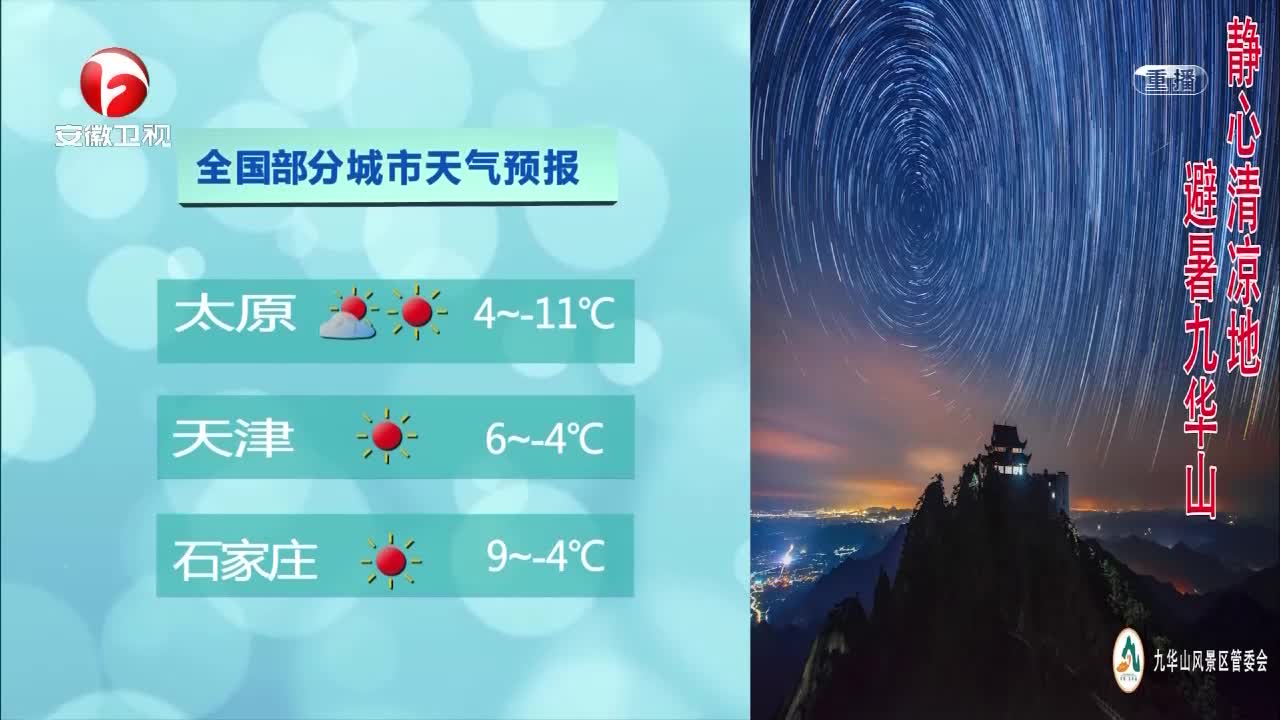 安徽卫视
全国部分城市天气预报
太原 4~-11℃
天津 6~-4℃
石家庄 9~-4℃
重播
静心清凉地
避暑九华山
九华山风景区管委会